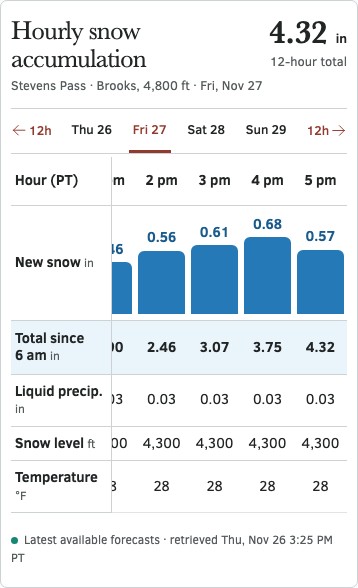 Hourly snow
accumulation
4.32 in
12-hour total
Stevens Pass · Brooks, 4,800 ft · Fri, Nov 27
← 12h Thu 26 Fri 27 Sat 28 Sun 29 12h →
Hour (PT) 2 pm 3 pm 4 pm 5 pm
New snow in 0.56 0.61 0.68 0.57
Total since
6 am in 2.46 3.07 3.75 4.32
Liquid precip.
in 0.03 0.03 0.03 0.03
Snow level ft 4,300 4,300 4,300 4,300
Temperature
°F 28 28 28 28
Latest available forecasts · retrieved Thu, Nov 26 3:25 PM
PT